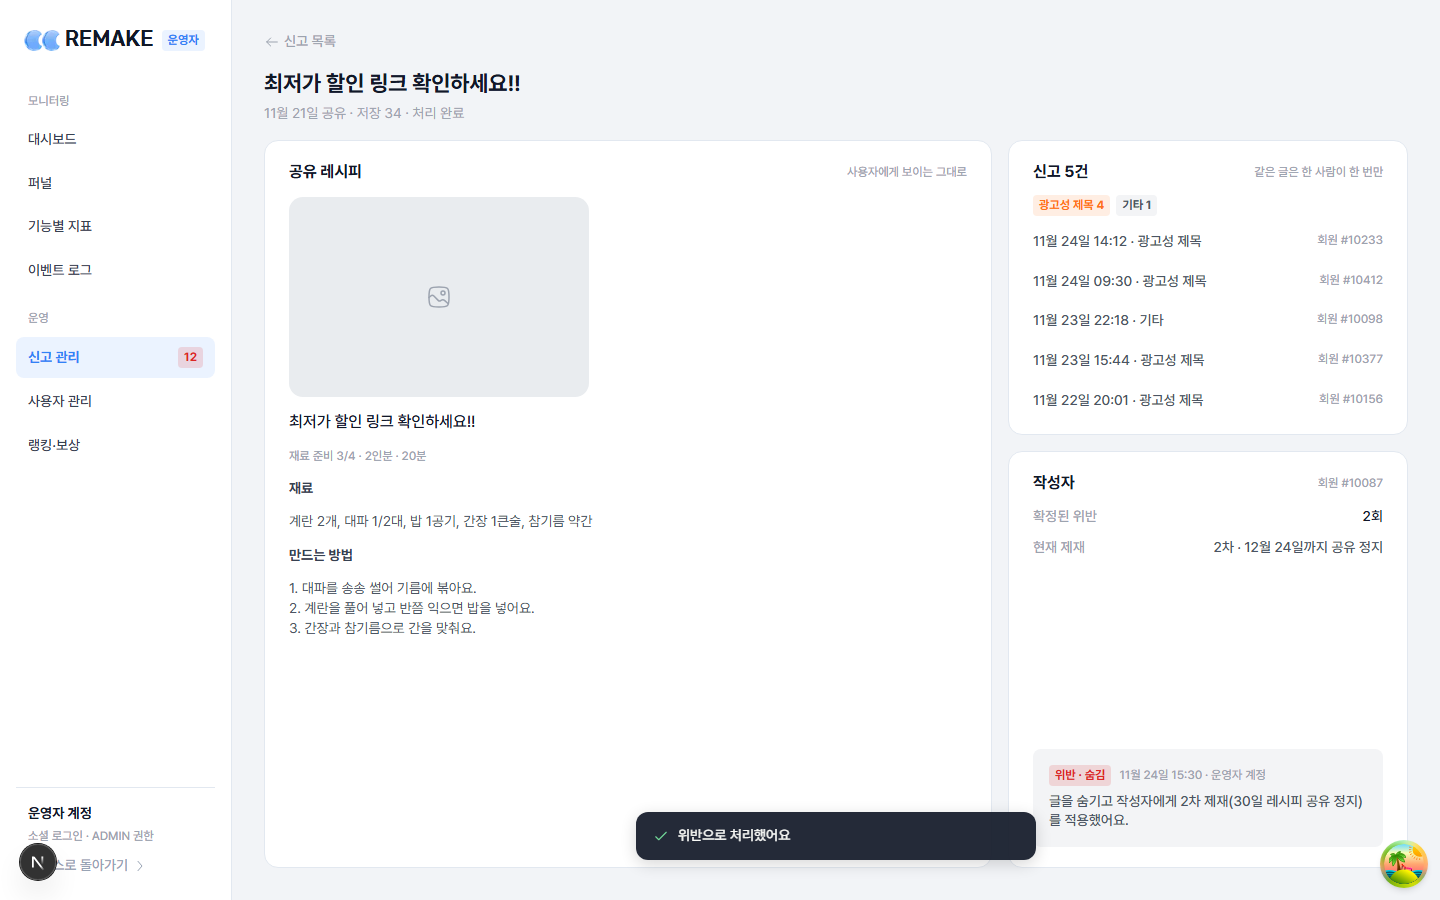 REMAKE 운영자
모니터링
대시보드
퍼널
기능별 지표
이벤트 로그
운영
신고 관리 12
사용자 관리
랭킹·보상
운영자 계정
소셜 로그인 · ADMIN 권한
스로 돌아가기
N
← 신고 목록
최저가 할인 링크 확인하세요!!
11월 21일 공유 · 저장 34 · 처리 완료
공유 레시피 사용자에게 보이는 그대로
최저가 할인 링크 확인하세요!!
재료 준비 3/4 · 2인분 · 20분
재료
계란 2개, 대파 1/2대, 밥 1공기, 간장 1큰술, 참기름 약간
만드는 방법
1. 대파를 송송 썰어 기름에 볶아요.
2. 계란을 풀어 넣고 반쯤 익으면 밥을 넣어요.
3. 간장과 참기름으로 간을 맞춰요.
신고 5건 같은 글은 한 사람이 한 번만
광고성 제목 4 기타 1
11월 24일 14:12 · 광고성 제목 회원 #10233
11월 24일 09:30 · 광고성 제목 회원 #10412
11월 23일 22:18 · 기타 회원 #10098
11월 23일 15:44 · 광고성 제목 회원 #10377
11월 22일 20:01 · 광고성 제목 회원 #10156
작성자 회원 #10087
확정된 위반 2회
현재 제재 2차 · 12월 24일까지 공유 정지
위반 · 숨김 11월 24일 15:30 · 운영자 계정
글을 숨기고 작성자에게 2차 제재(30일 레시피 공유 정지)
를 적용했어요.
위반으로 처리했어요